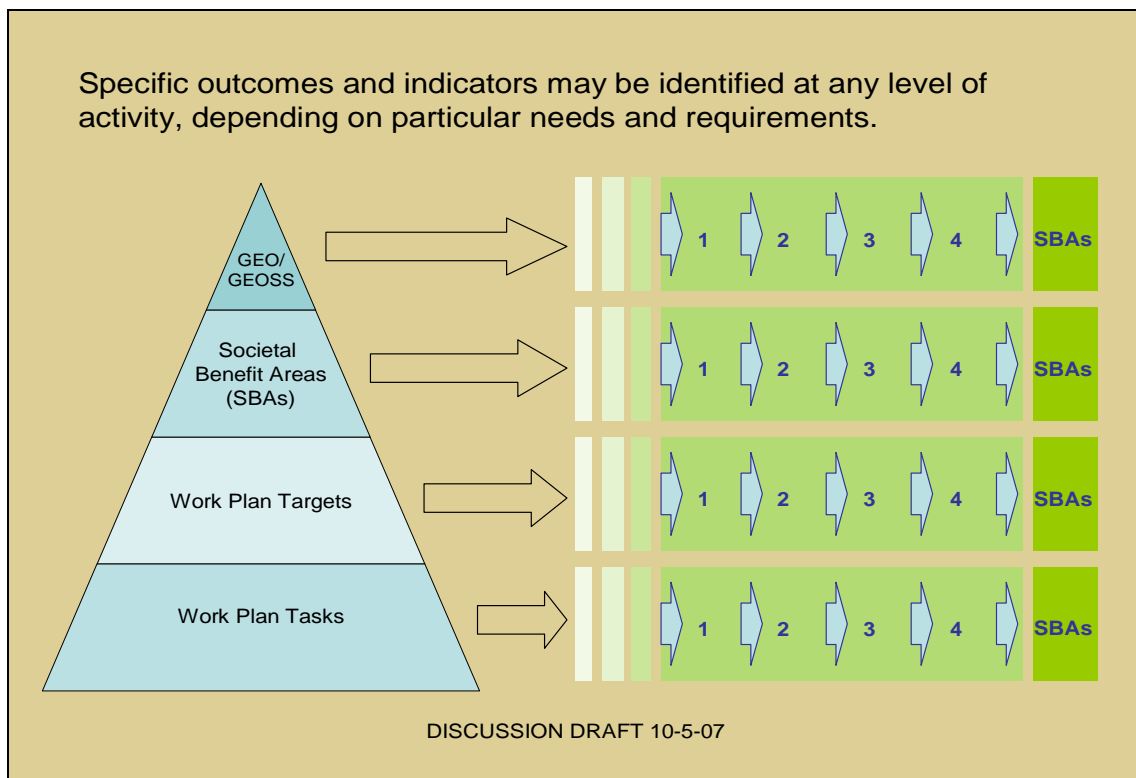 Specific outcomes and indicators may be identified at any level of
activity, depending on particular needs and requirements.
GEO/
GEOSS
1 2 3 4 SBAs
Societal
Benefit Areas
(SBAs)
1 2 3 4 SBAs
Work Plan Targets
1 2 3 4 SBAs
Work Plan Tasks
1 2 3 4 SBAs
DISCUSSION DRAFT 10-5-07